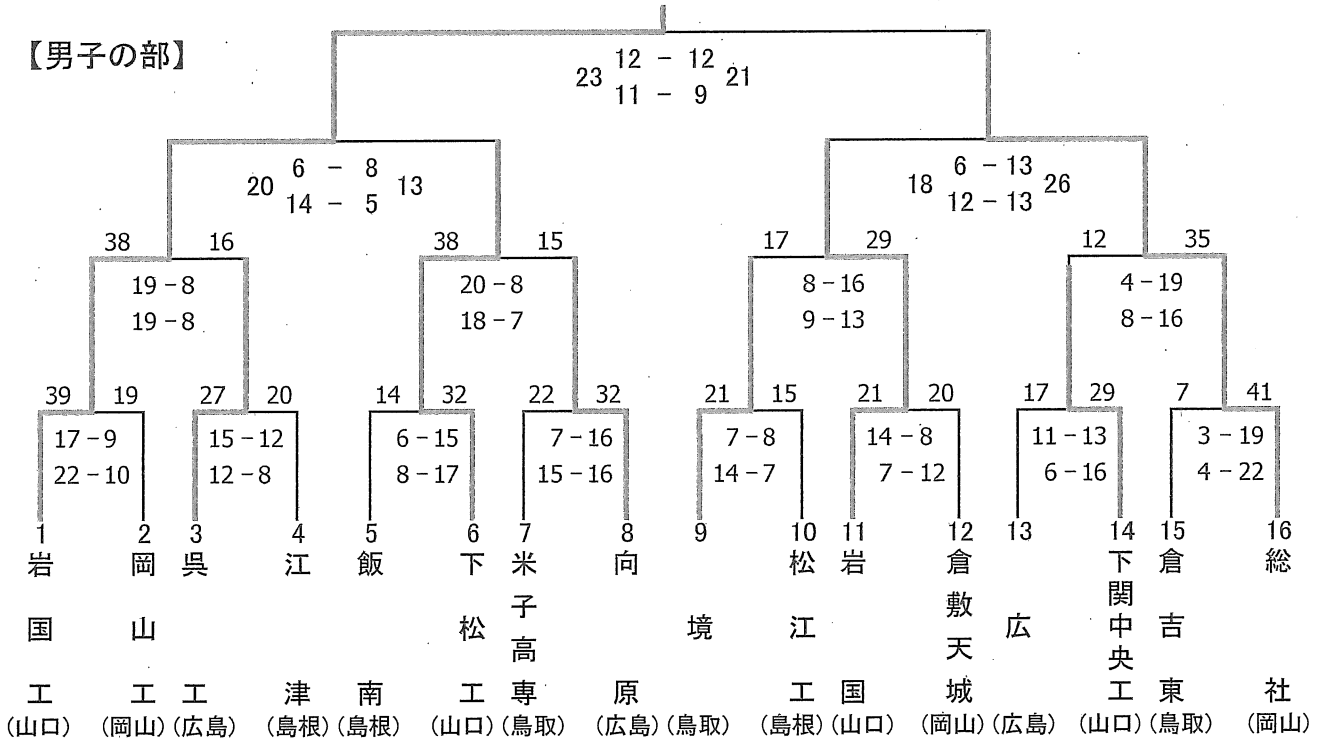 【男子の部】
23 12 - 12 21
11 - 9
20 6 - 8 13
14 - 5
18 6 - 13 26
12 - 13
38 16 38 15 17 29 12 35
19 - 8 20 - 8 8 - 16 4 - 19
19 - 8 18 - 7 9 - 13 8 - 16
39 19 27 20 14 32 22 32 21 15 21 20 17 29 7 41
17 - 9 15 - 12 6 - 15 7 - 16 7 - 8 14 - 8 11 - 13 3 - 19
22 - 10 12 - 8 8 - 17 15 - 16 14 - 7 7 - 12 6 - 16 4 - 22
1 2 3 4 5 6 7 8 9 10 11 12 13 14 15 16
岩国工
岡山工
呉工
江津
飯南
下松工
米子高専
向原
境
松江工
岩国
倉敷天城
広
下関中央工
倉吉東
総社
(山口) (岡山) (広島) (島根) (島根) (山口) (鳥取) (広島) (鳥取) (島根) (山口) (岡山) (広島) (山口) (鳥取) (岡山)